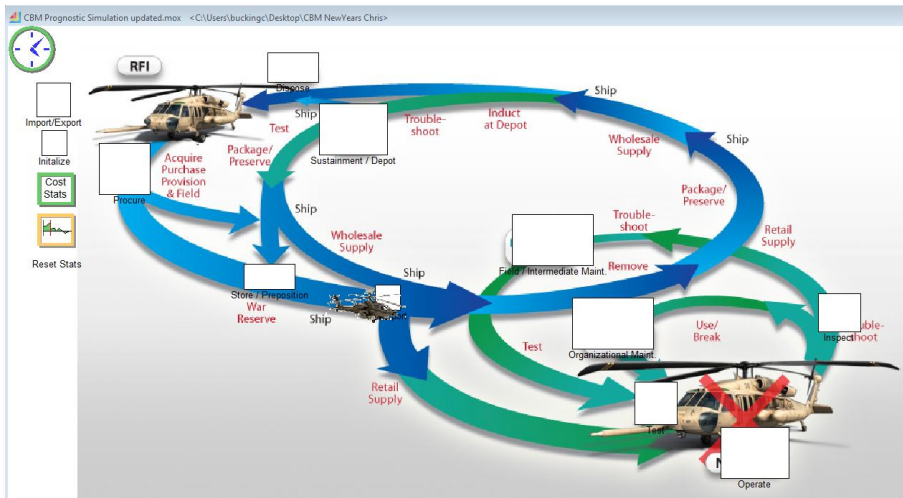 CBM Prognostic Simulation updated.mox <C:\Users\buckingc\Desktop\CBM NewYears Chris>
RFI
Dispose
Ship
Import/Export
Ship
Test
Trouble-
shoot
Induct
at Depot
Initalize
Package/
Preserve
Sustainment / Depot
Wholesale
Supply
Ship
Acquire
Purchase
Provision
& Field
Cost
Stats
Procure
Package/
Preserve
Ship
Trouble-
shoot
Retail
Supply
Wholesale
Supply
Reset Stats
Field / Intermediate Maint.
Remove
Ship
Store / Preposition
War
Reserve
Ship
Use/
Break
Inspect
shoot
Test
Organizational Maint.
Retail
Supply
Test
Operate